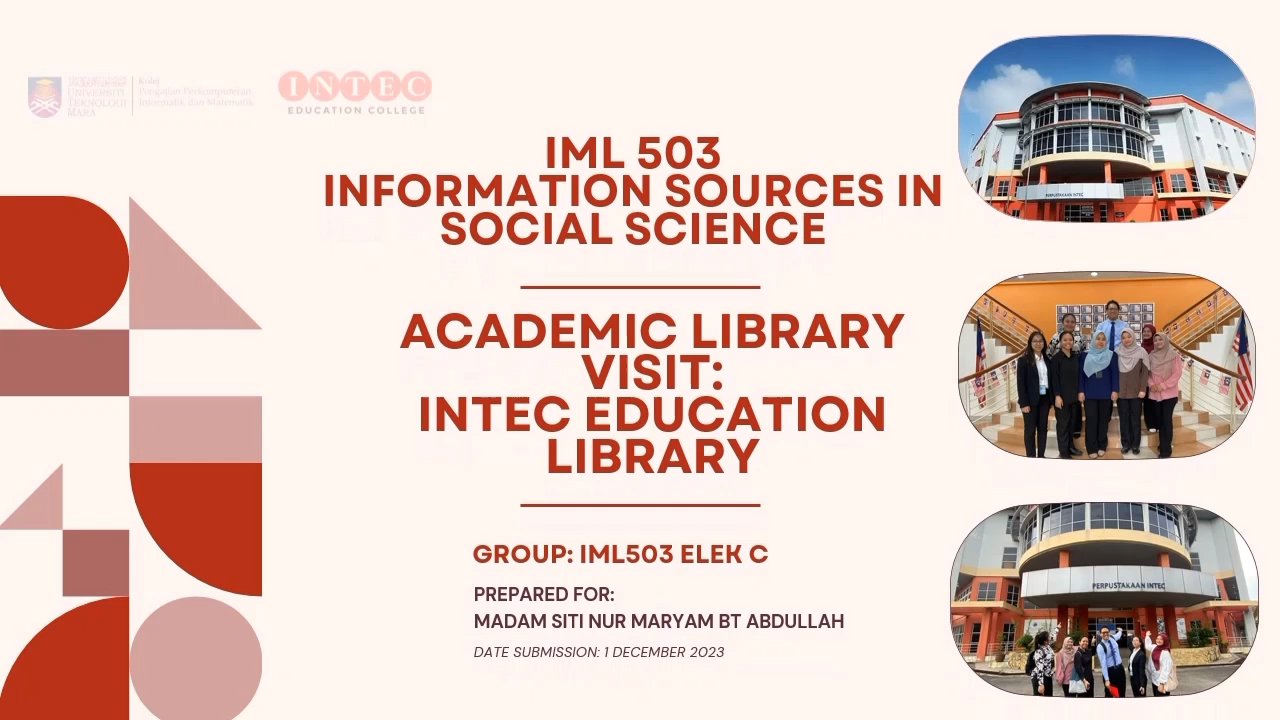 UNIVERSITI
TEKNOLOGI
MARA
Kolej
Pengajian Perkomputeran
Informatik dan Matematik
INTEC
EDUCATION COLLEGE
IML 503
INFORMATION SOURCES IN
SOCIAL SCIENCE
ACADEMIC LIBRARY
VISIT:
INTEC EDUCATION
LIBRARY
GROUP: IML503 ELEK C
PREPARED FOR:
MADAM SITI NUR MARYAM BT ABDULLAH
DATE SUBMISSION: 1 DECEMBER 2023
PERPUSTAKAAN INTEC
PERPUSTAKAAN INTEC